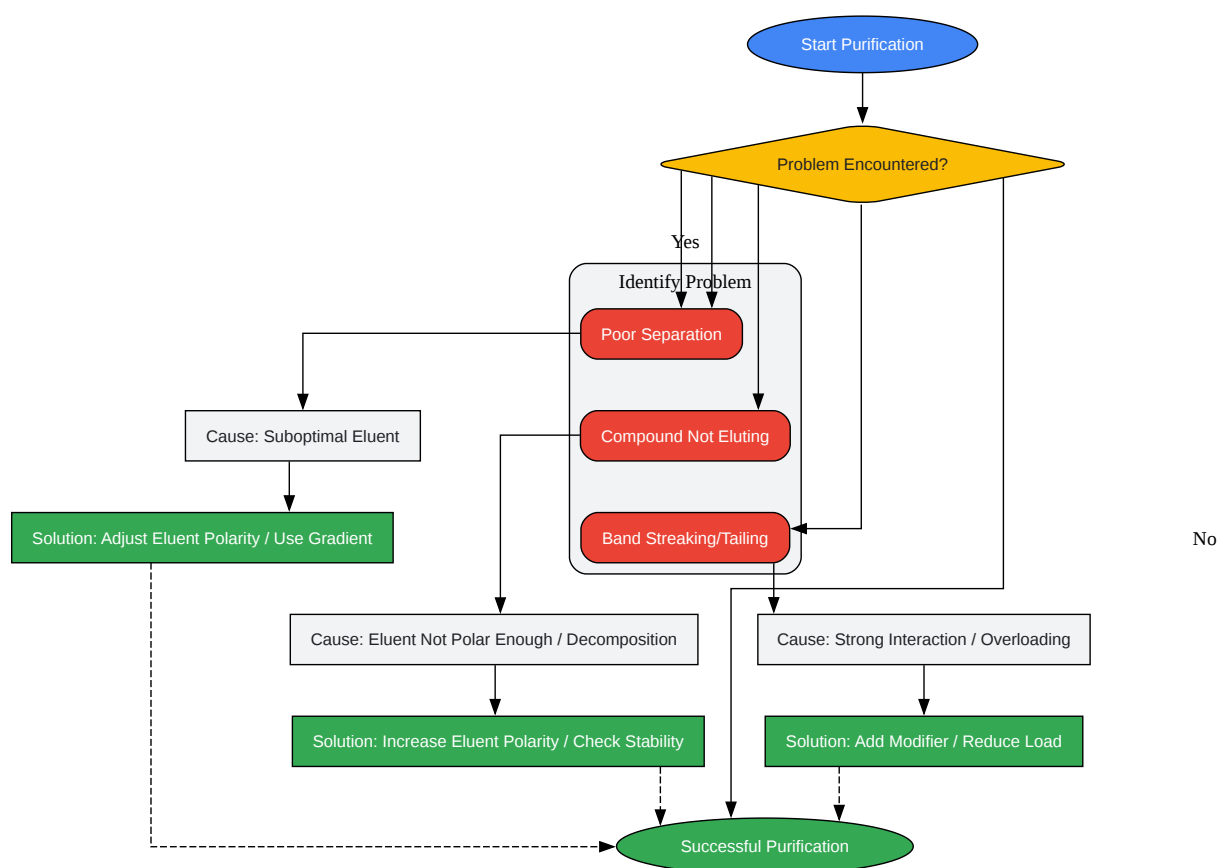 Start Purification
Problem Encountered?
Yes
Identify Problem
Poor Separation
Cause: Suboptimal Eluent
Compound Not Eluting
Solution: Adjust Eluent Polarity / Use Gradient
Band Streaking/Tailing
No
Cause: Eluent Not Polar Enough / Decomposition
Cause: Strong Interaction / Overloading
Solution: Increase Eluent Polarity / Check Stability
Solution: Add Modifier / Reduce Load
Successful Purification